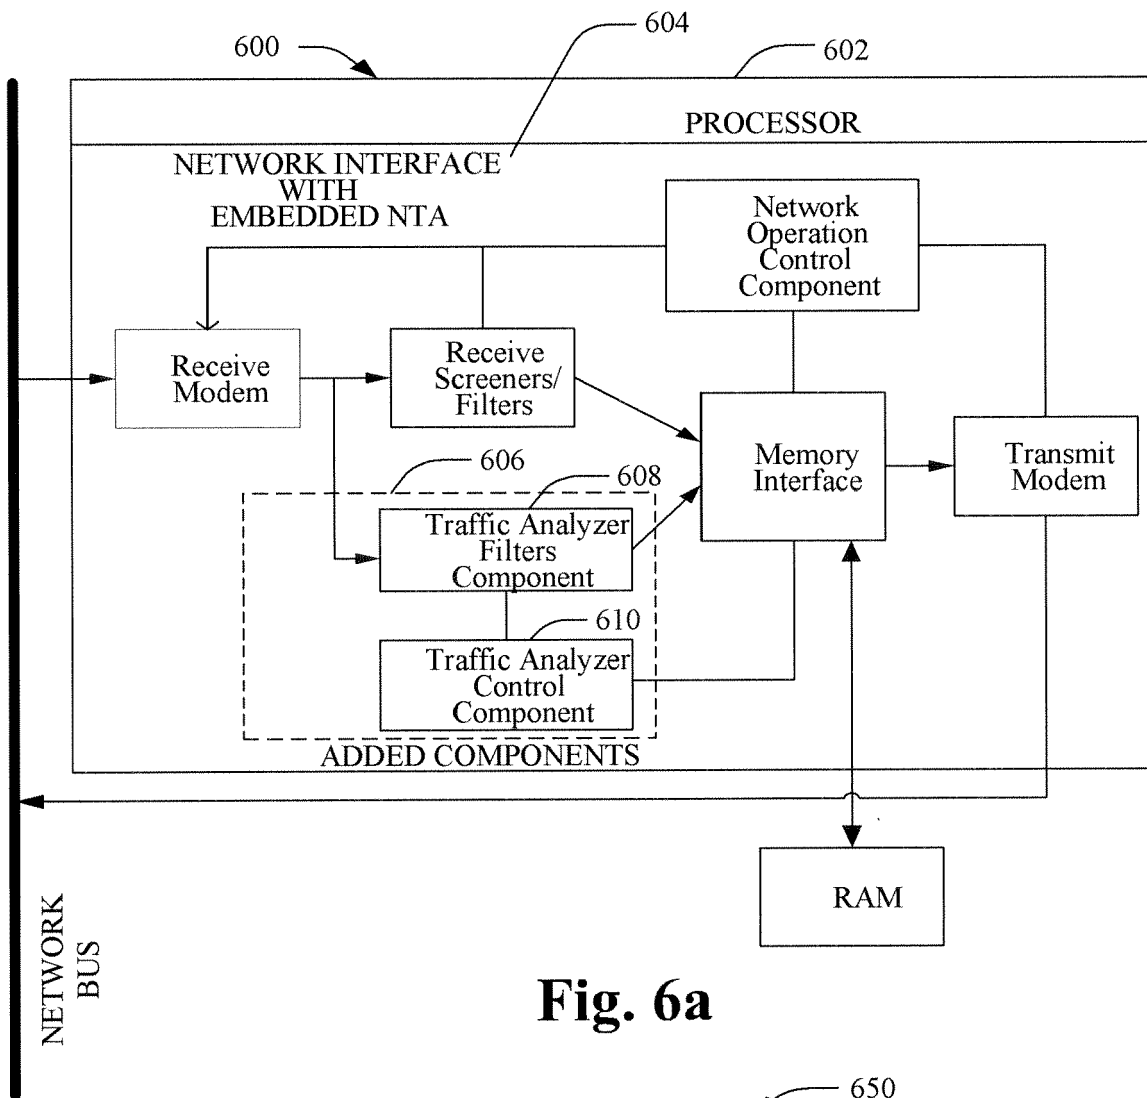 604
600
602
PROCESSOR
NETWORK INTERFACE
WITH
EMBEDDED NTA
Network
Operation
Control
Component
Receive
Modem
Receive
Screeners/
Filters
Memory
Interface
Transmit
Modem
606
608
Traffic Analyzer
Filters
Component
610
Traffic Analyzer
Control
Component
ADDED COMPONENTS
RAM
NETWORK
BUS
Fig. 6a
650